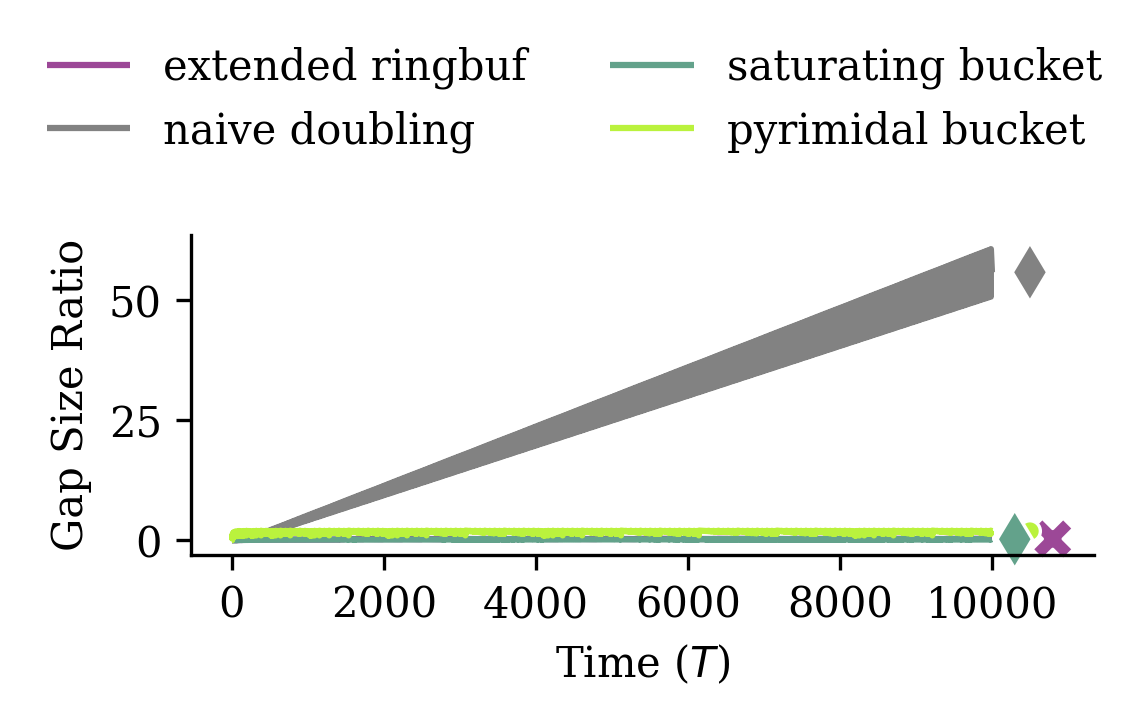 extended ringbuf
saturating bucket
naive doubling
pyrimidal bucket
Gap Size Ratio
50
25
0
0 2000 4000 6000 8000 10000
Time (T)